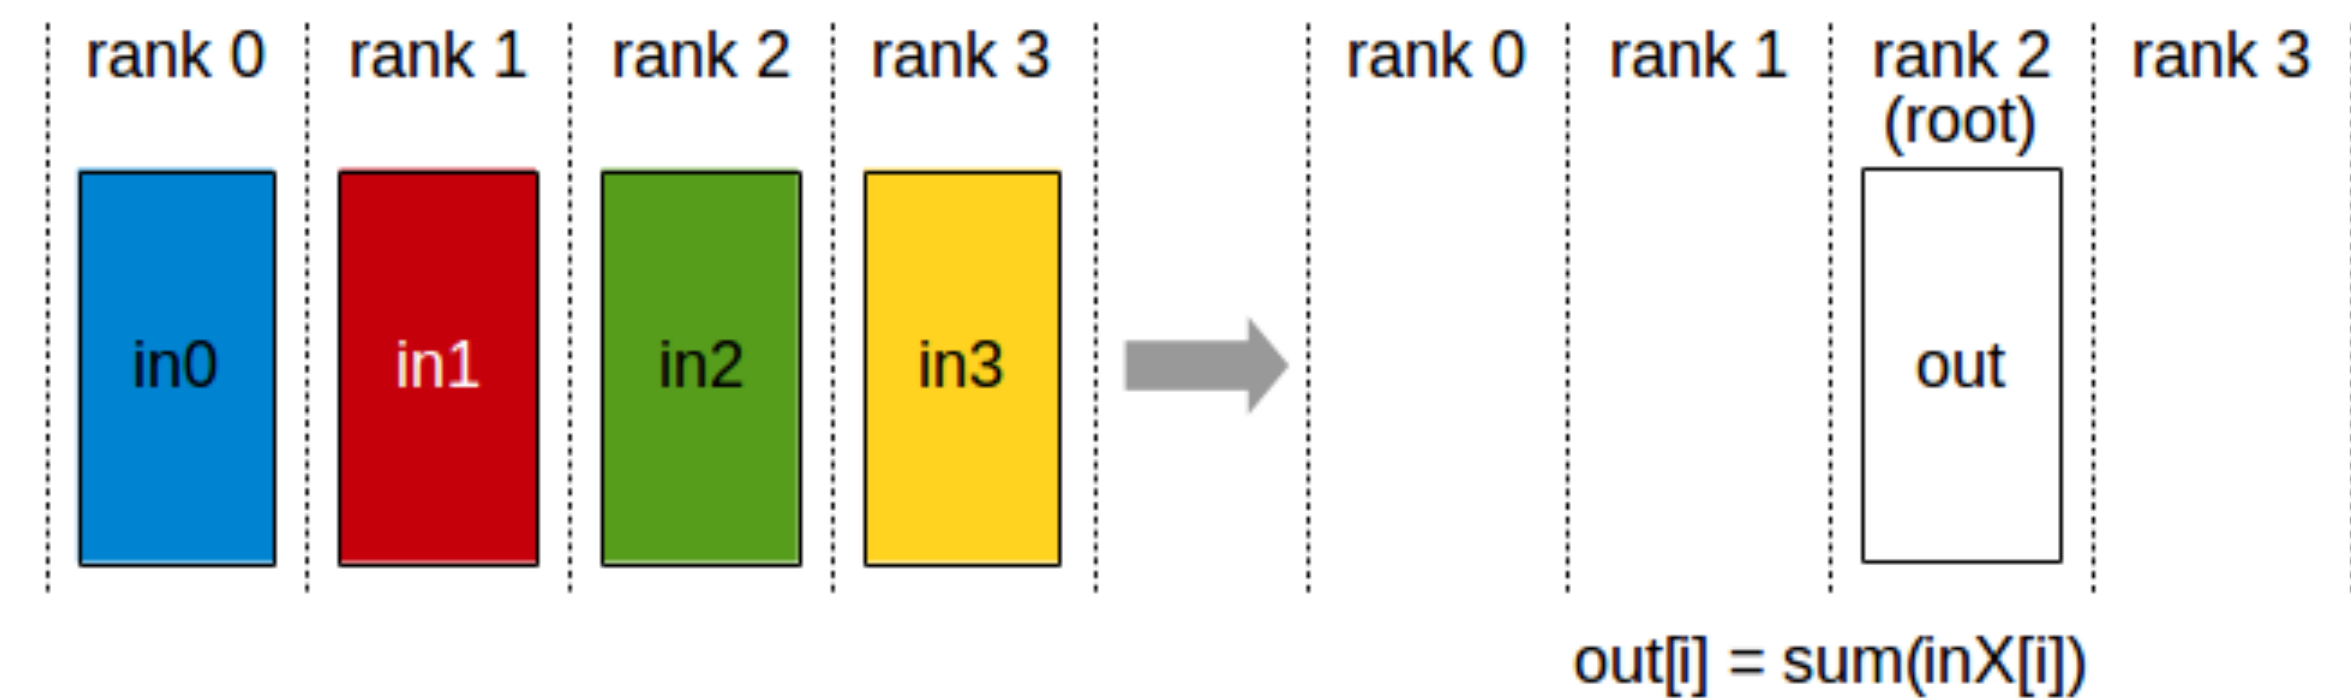 rank 0 rank 1 rank 2 rank 3 rank 0 rank 1 rank 2 rank 3
(root)
in0 in1 in2 in3 out
out[i] = sum(inX[i])